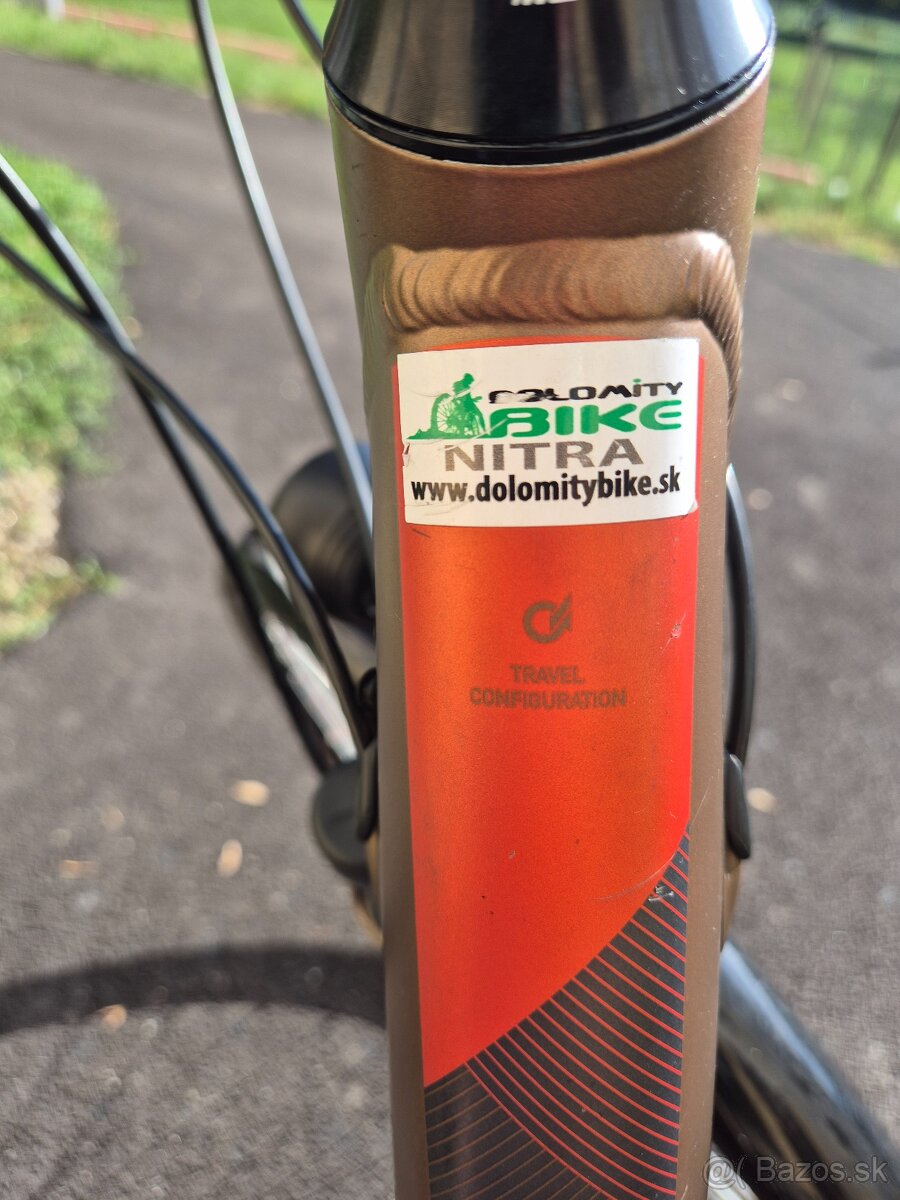 DOLOMITY
BIKE
NITRA
www.dolomitybike.sk
TRAVEL
CONFIGURATION
@( Bazos.sk